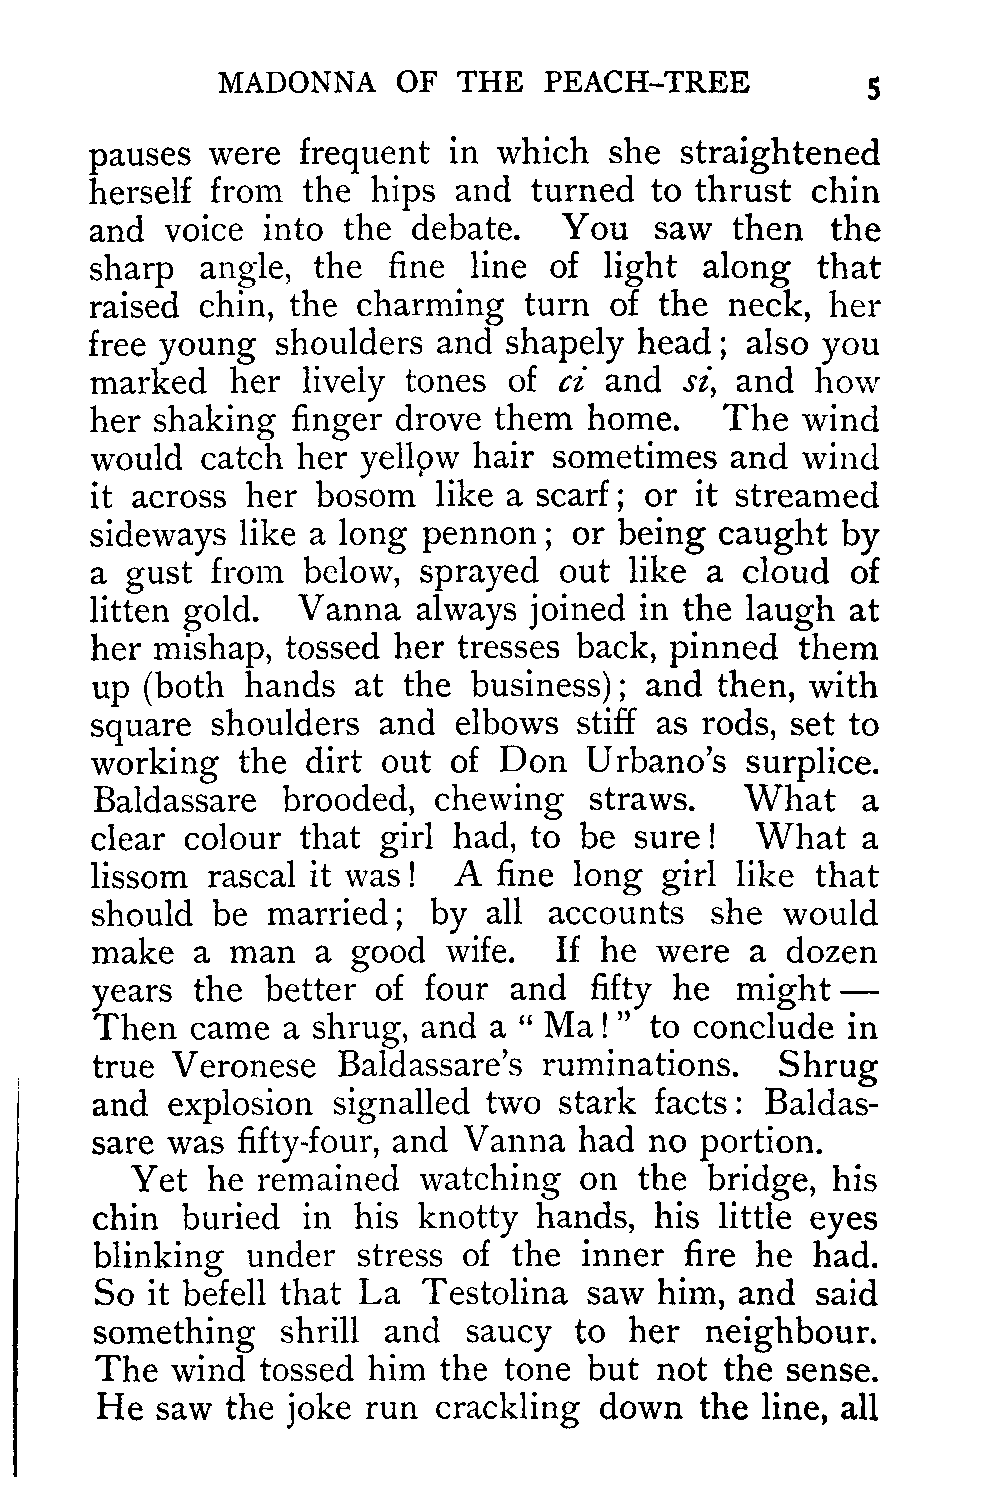 MADONNA OF THE PEACH-TREE 5
pauses were frequent in which she straightened
herself from the hips and turned to thrust chin
and voice into the debate. You saw then the
sharp angle, the fine line of light along that
raised chin, the charming turn of the neck, her
free young shoulders and shapely head; also you
marked her lively tones of ci and si, and how
her shaking finger drove them home. The wind
would catch her yellow hair sometimes and wind
it across her bosom like a scarf; or it streamed
sideways like a long pennon; or being caught by
a gust from below, sprayed out like a cloud of
litten gold. Vanna always joined in the laugh at
her mishap, tossed her tresses back, pinned them
up (both hands at the business); and then, with
square shoulders and elbows stiff as rods, set to
working the dirt out of Don Urbano's surplice.
Baldassare brooded, chewing straws. What a
clear colour that girl had, to be sure! What a
lissom rascal it was! A fine long girl like that
should be married; by all accounts she would
make a man a good wife. If he were a dozen
years the better of four and fifty he might—
Then came a shrug, and a "Ma!" to conclude in
true Veronese Baldassare's ruminations. Shrug
and explosion signalled two stark facts: Baldas-
sare was fifty-four, and Vanna had no portion.
Yet he remained watching on the bridge, his
chin buried in his knotty hands, his little eyes
blinking under stress of the inner fire he had.
So it befell that La Testolina saw him, and said
something shrill and saucy to her neighbour.
The wind tossed him the tone but not the sense.
He saw the joke run crackling down the line, all